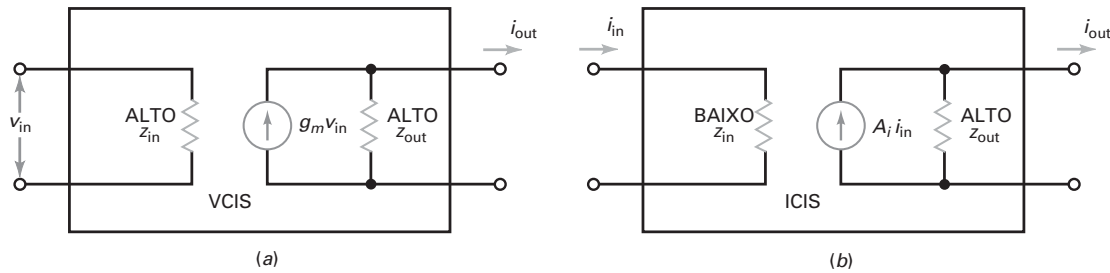 i_out
v_in
ALTO
z_in
g_m v_in
ALTO
z_out
VCIS
(a)
i_in
i_out
BAIXO
z_in
A_i i_in
ALTO
z_out
ICIS
(b)